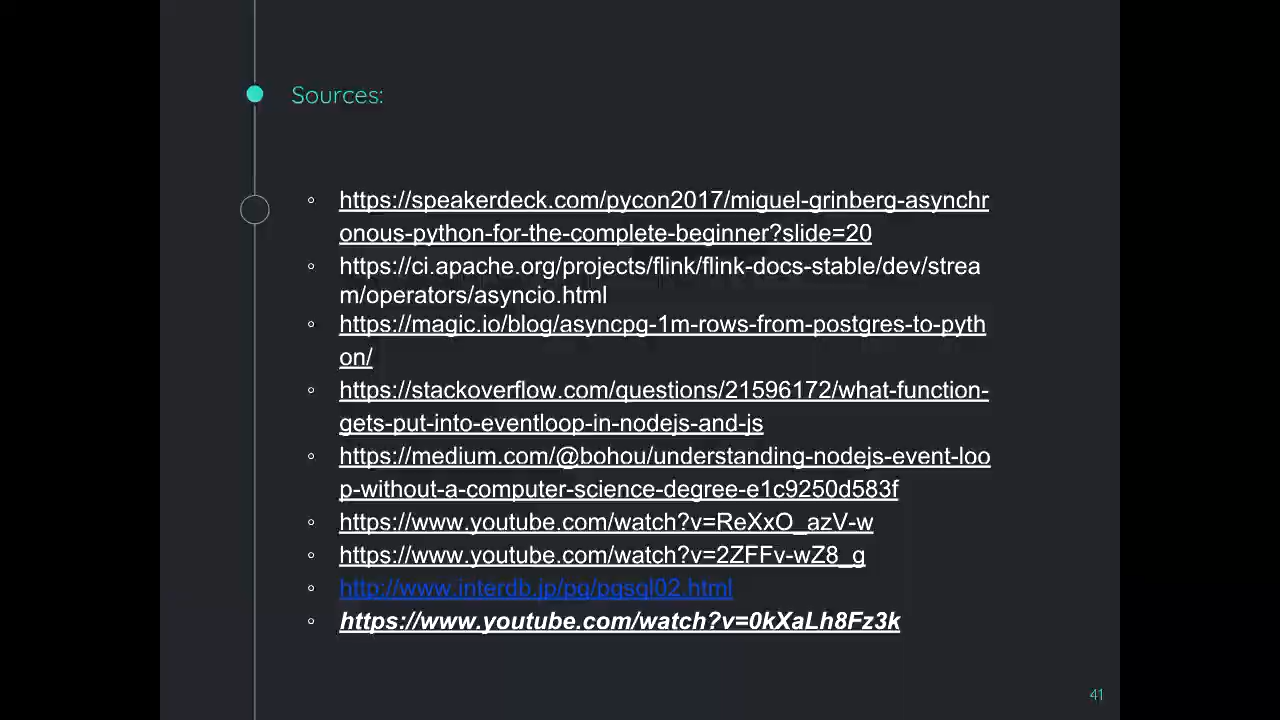 Sources:
https://speakerdeck.com/pycon2017/miguel-grinberg-asynchr
onous-python-for-the-complete-beginner?slide=20
https://ci.apache.org/projects/flink/flink-docs-stable/dev/strea
m/operators/asyncio.html
https://magic.io/blog/asyncpg-1m-rows-from-postgres-to-pyth
on/
https://stackoverflow.com/questions/21596172/what-function-
gets-put-into-eventloop-in-nodejs-and-js
https://medium.com/@bohou/understanding-nodejs-event-loo
p-without-a-computer-science-degree-e1c9250d583f
https://www.youtube.com/watch?v=ReXxO_azV-w
https://www.youtube.com/watch?v=2ZFFv-wZ8_g
http://www.interdb.jp/pg/pgsql02.html
https://www.youtube.com/watch?v=0kXaLh8Fz3k
41